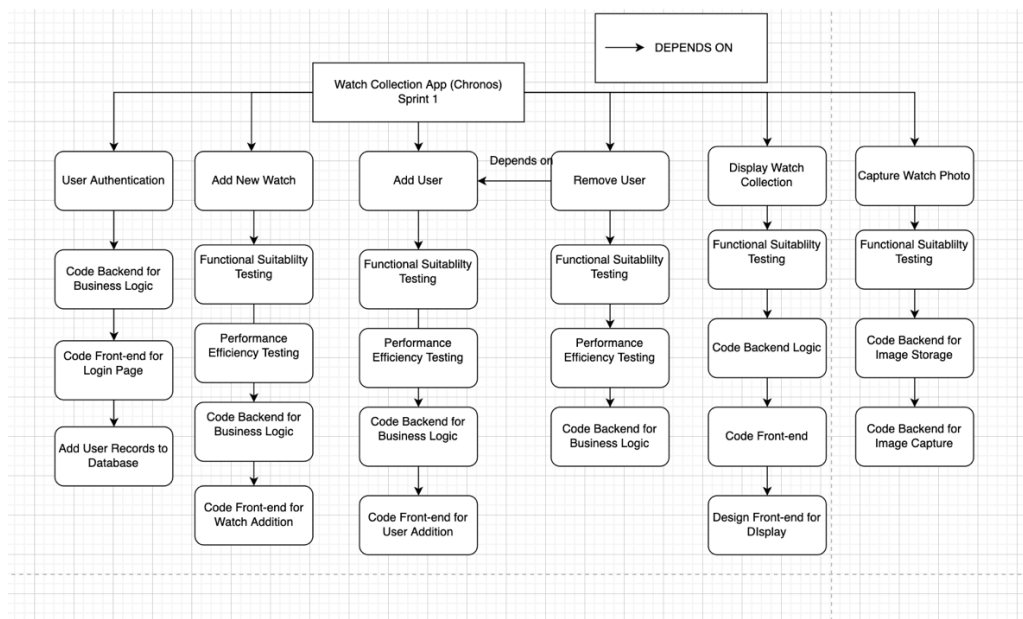 DEPENDS ON
Watch Collection App (Chronos)
Sprint 1
User Authentication
Add New Watch
Add User
Depends on
Remove User
Display Watch
Collection
Capture Watch Photo
Code Backend for
Business Logic
Functional Suitablilty
Testing
Functional Suitablilty
Testing
Functional Suitablilty
Testing
Functional Suitablilty
Testing
Functional Suitablilty
Testing
Code Front-end for
Login Page
Performance
Efficiency Testing
Performance
Efficiency Testing
Performance
Efficiency Testing
Code Backend Logic
Code Backend for
Image Storage
Add User Records to
Database
Code Backend for
Business Logic
Code Backend for
Business Logic
Code Backend for
Business Logic
Code Front-end
Code Backend for
Image Capture
Code Front-end for
Watch Addition
Code Front-end for
User Addition
Design Front-end for
DIsplay